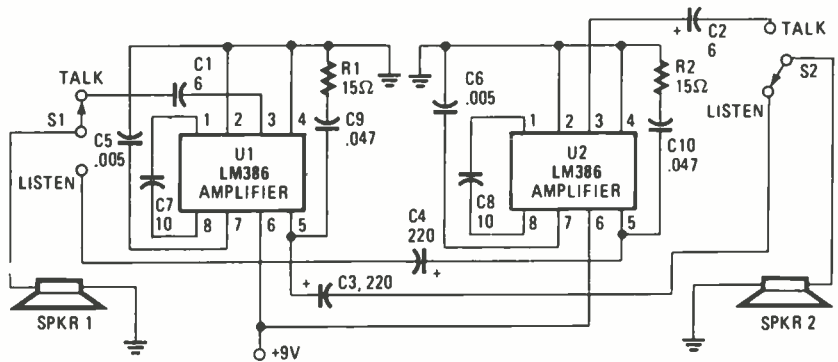 TALK
S1
LISTEN
C1
6
C5
.005
C7
10
1 2 3 4
U1
LM386
AMPLIFIER
8 7 6 5
R1
15Ω
C9
.047
SPKR 1
+
C3, 220
+9V
C4
220
+
C6
.005
C8
10
1 2 3 4
U2
LM386
AMPLIFIER
8 7 6 5
R2
15Ω
C10
.047
+
C2
6
TALK
S2
LISTEN
SPKR 2